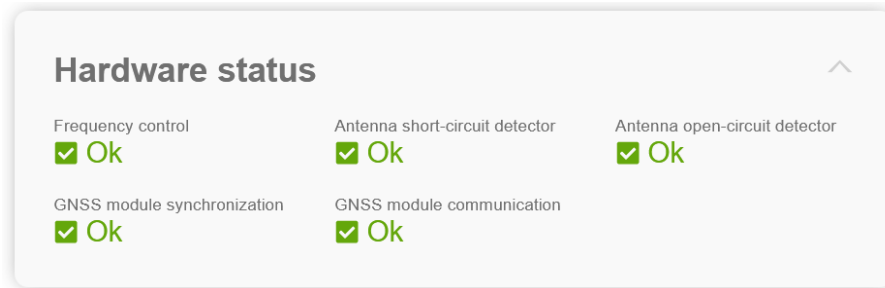 Hardware status
Frequency control
Ok
Antenna short-circuit detector
Ok
Antenna open-circuit detector
Ok
GNSS module synchronization
Ok
GNSS module communication
Ok